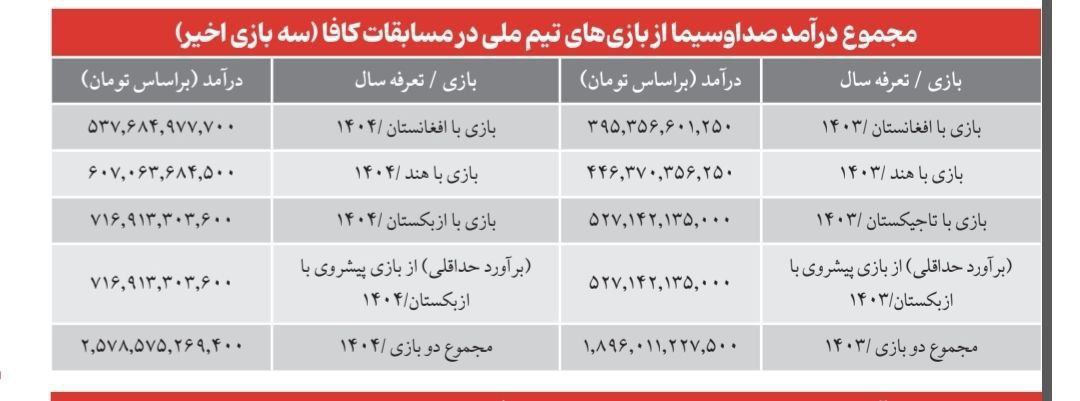 مجموع درآمد صداوسیما از بازی‌های تیم ملی در مسابقات کافا (سه بازی اخیر)
بازی / تعرفه سال درآمد (براساس تومان) بازی / تعرفه سال درآمد (براساس تومان)
بازی با افغانستان /۱۴۰۳ ۳۹۵,۳۵۶,۶۰۱,۲۵۰ بازی با افغانستان /۱۴۰۴ ۵۳۷,۶۸۴,۹۷۷,۷۰۰
بازی با هند /۱۴۰۳ ۴۴۶,۳۷۰,۳۵۶,۲۵۰ بازی با هند /۱۴۰۴ ۶۰۷,۰۶۳,۶۸۴,۵۰۰
بازی با تاجیکستان /۱۴۰۳ ۵۲۷,۱۴۲,۱۳۵,۰۰۰ بازی با ازبکستان /۱۴۰۴ ۷۱۶,۹۱۳,۳۰۳,۶۰۰
(برآورد حداقلی) از بازی پیشروی با
ازبکستان/۱۴۰۳ ۵۲۷,۱۴۲,۱۳۵,۰۰۰ (برآورد حداقلی) از بازی پیشروی با
ازبکستان/۱۴۰۴ ۷۱۶,۹۱۳,۳۰۳,۶۰۰
مجموع دو بازی /۱۴۰۳ ۱,۸۹۶,۰۱۱,۲۲۷,۵۰۰ مجموع دو بازی /۱۴۰۴ ۲,۵۷۸,۵۷۵,۲۶۹,۴۰۰